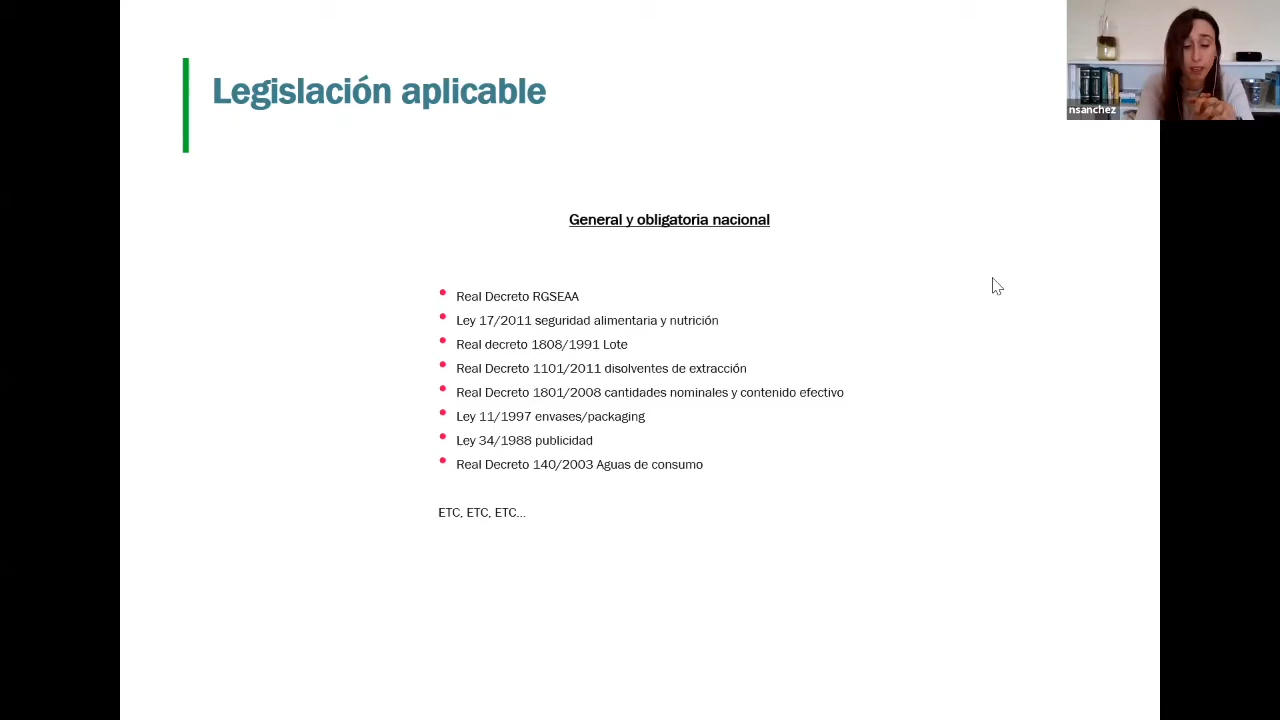 Legislación aplicable
nsanchez
General y obligatoria nacional
Real Decreto RGSEAA
Ley 17/2011 seguridad alimentaria y nutrición
Real decreto 1808/1991 Lote
Real Decreto 1101/2011 disolventes de extracción
Real Decreto 1801/2008 cantidades nominales y contenido efectivo
Ley 11/1997 envases/packaging
Ley 34/1988 publicidad
Real Decreto 140/2003 Aguas de consumo
ETC, ETC, ETC...